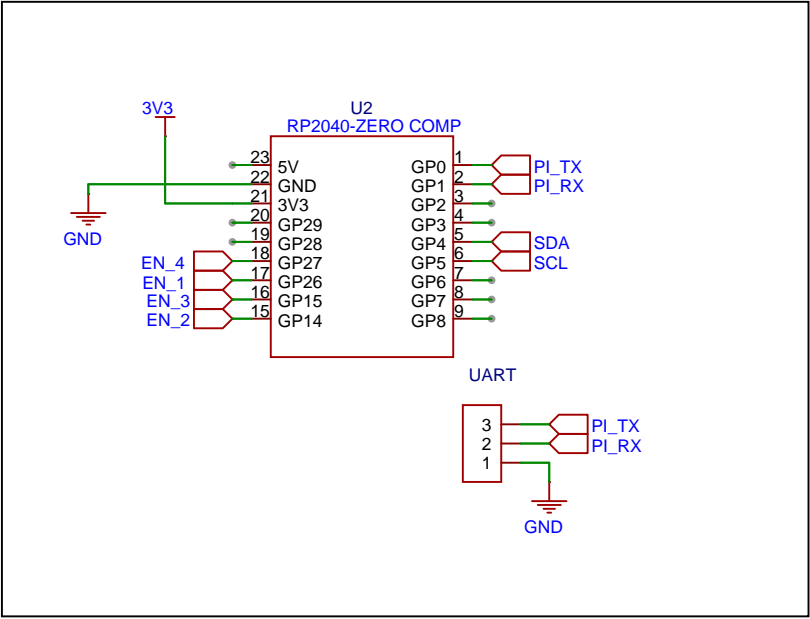 3V3
U2
RP2040-ZERO COMP
23 5V GP0 1 PI_TX
22 GND GP1 2 PI_RX
21 3V3 GP2 3
20 GP29 GP3 4
19 GP28 GP4 5 SDA
EN_4 18 GP27 GP5 6 SCL
EN_1 17 GP26 GP6 7
EN_3 16 GP15 GP7 8
EN_2 15 GP14 GP8 9
GND
UART
3 PI_TX
2 PI_RX
1
GND